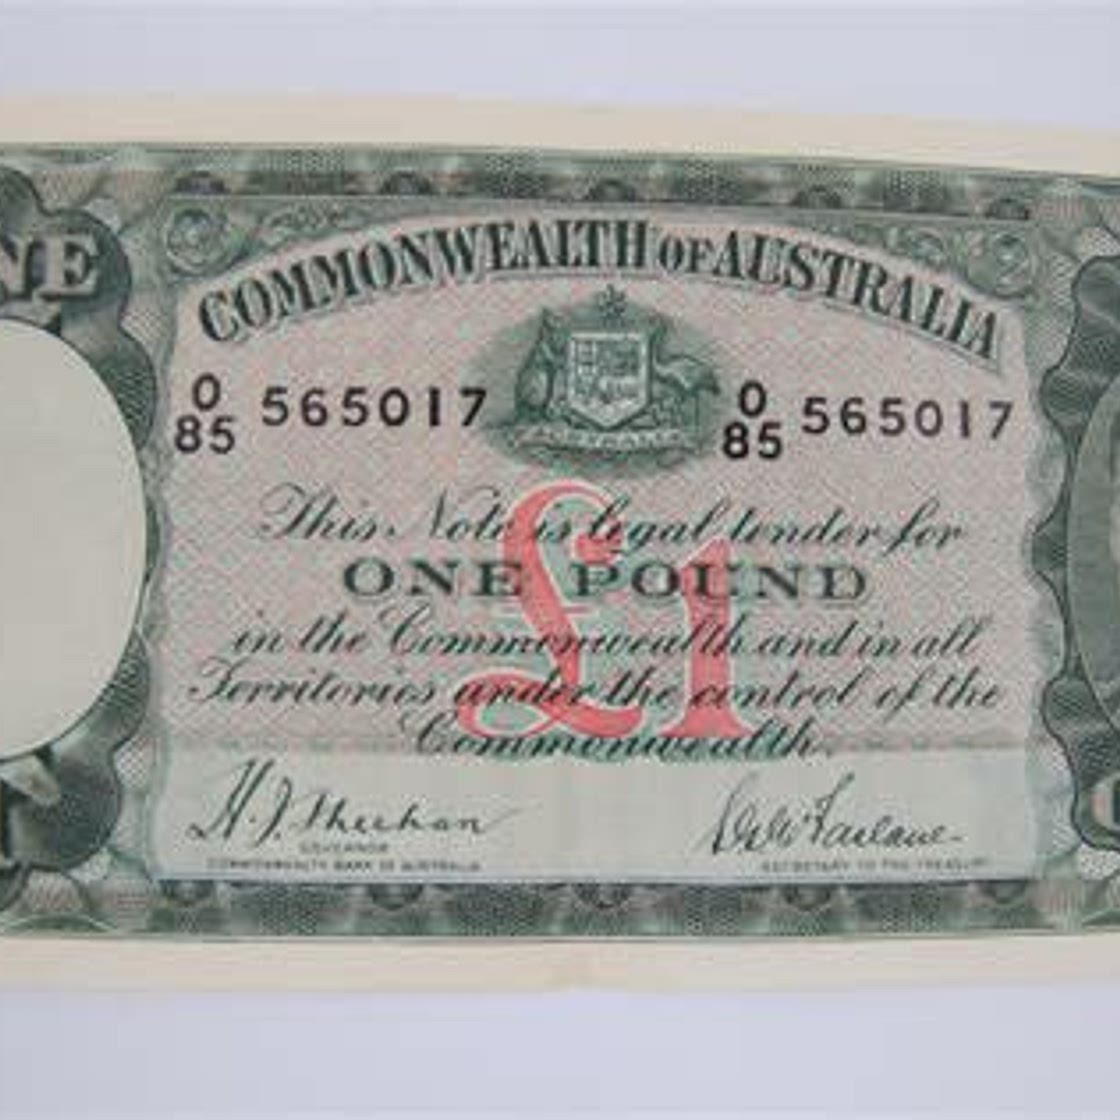 NE
COMMONWEALTH OF AUSTRALIA
O 85 565017 O 85 565017
AUSTRALIA
This Note is legal tender for
£1
ONE POUND
in the Commonwealth and in all
Territories under the control of the
Commonwealth.
H. J. Sheehan
GOVERNOR
COMMONWEALTH BANK OF AUSTRALIA
SECRETARY TO THE TREASURY